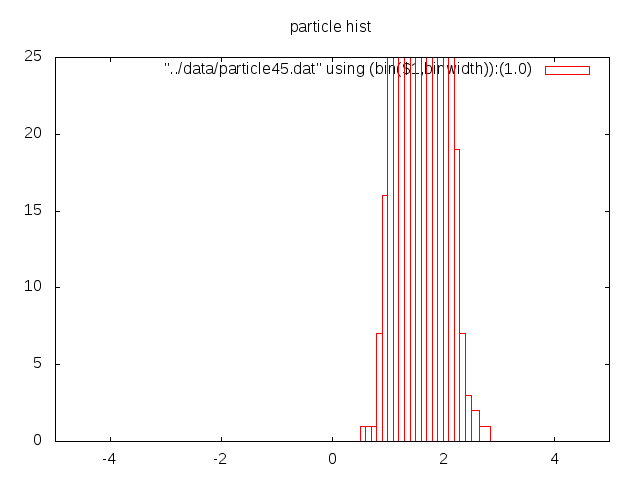 particle hist
25
"../data/particle45.dat" using (bin($1,binwidth)):(1.0)
20
15
10
5
0
-4 -2 0 2 4